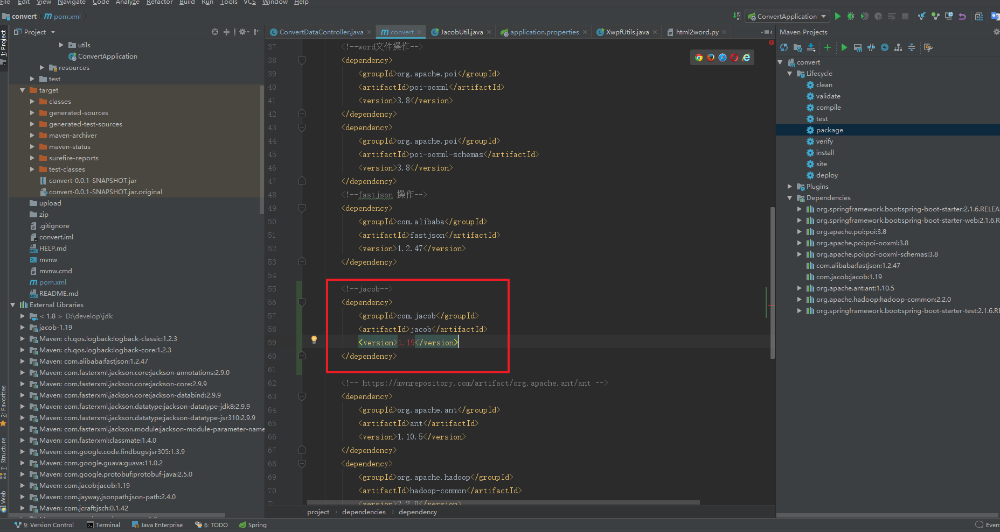 File Edit View Navigate Code Analyze Refactor Build Run Tools VCS Window Help
convert pom.xml
ConvertApplication
Project
ConvertDataController.java convert JacobUtil.java application.properties XwpfUtils.java html2word.py
4
Maven Projects
1: Project
utils
ConvertApplication
resources
test
target
classes
generated-sources
generated-test-sources
maven-archiver
maven-status
surefire-reports
test-classes
convert-0.0.1-SNAPSHOT.jar
convert-0.0.1-SNAPSHOT.jar.original
upload
zip
.gitignore
convert.iml
HELP.md
mvnw
mvnw.cmd
pom.xml
README.md
External Libraries
< 1.8 > D:\develop\jdk
jacob-1.19
Maven: ch.qos.logback:logback-classic:1.2.3
Maven: ch.qos.logback:logback-core:1.2.3
Maven: com.alibaba:fastjson:1.2.47
Maven: com.fasterxml.jackson.core:jackson-annotations:2.9.0
Maven: com.fasterxml.jackson.core:jackson-core:2.9.9
Maven: com.fasterxml.jackson.core:jackson-databind:2.9.9
Maven: com.fasterxml.jackson.datatype:jackson-datatype-jdk8:2.9.9
Maven: com.fasterxml.jackson.datatype:jackson-datatype-jsr310:2.9.9
Maven: com.fasterxml.jackson.module:jackson-module-parameter-name
Maven: com.fasterxml:classmate:1.4.0
Maven: com.google.code.findbugs:jsr305:1.3.9
Maven: com.google.guava:guava:11.0.2
Maven: com.google.protobuf:protobuf-java:2.5.0
Maven: com.jacob:jacob:1.19
Maven: com.jayway.jsonpath:json-path:2.4.0
Maven: com.jcraft:jsch:0.1.42
2: Favorites
7: Structure
Web
37 <!--word文件操作-->
38 <dependency>
39 <groupId>org.apache.poi</groupId>
40 <artifactId>poi-ooxml</artifactId>
41 <version>3.8</version>
42 </dependency>
43 <dependency>
44 <groupId>org.apache.poi</groupId>
45 <artifactId>poi-ooxml-schemas</artifactId>
46 <version>3.8</version>
47 </dependency>
48 <!--fastjson 操作-->
49 <dependency>
50 <groupId>com.alibaba</groupId>
51 <artifactId>fastjson</artifactId>
52 <version>1.2.47</version>
53 </dependency>
54
55 <!--jacob-->
56 <dependency>
57 <groupId>com.jacob</groupId>
58 <artifactId>jacob</artifactId>
59 <version>1.19</version>
60 </dependency>
61
62 <!-- https://mvnrepository.com/artifact/org.apache.ant/ant -->
63 <dependency>
64 <groupId>org.apache.ant</groupId>
65 <artifactId>ant</artifactId>
66 <version>1.10.5</version>
67 </dependency>
68 <dependency>
69 <groupId>org.apache.hadoop</groupId>
70 <artifactId>hadoop-common</artifactId>
71 <version>2.2.0</version>
project dependencies dependency
convert
Lifecycle
clean
validate
compile
test
package
verify
install
site
deploy
Plugins
Dependencies
org.springframework.boot:spring-boot-starter:2.1.6.RELEA
org.springframework.boot:spring-boot-starter-web:2.1.6.R
org.apache.poi:poi:3.8
org.apache.poi:poi-ooxml:3.8
org.apache.poi:poi-ooxml-schemas:3.8
com.alibaba:fastjson:1.2.47
com.jacob:jacob:1.19
org.apache.ant:ant:1.10.5
org.apache.hadoop:hadoop-common:2.2.0
org.springframework.boot:spring-boot-starter-test:2.1.6.RE
9: Version Control Terminal Java Enterprise 6: TODO Spring Even